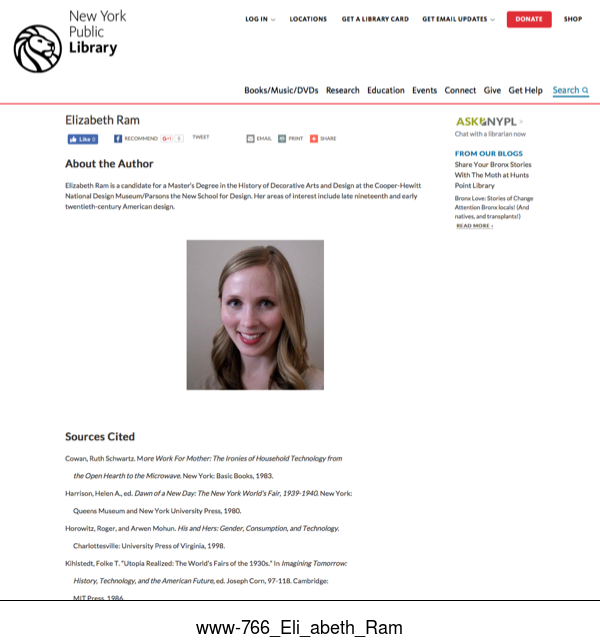 New York
Public
Library
LOG IN
LOCATIONS
GET A LIBRARY CARD
GET EMAIL UPDATES
DONATE
SHOP
Books/Music/DVDs Research Education Events Connect Give Get Help Search
Elizabeth Ram
Like 0
RECOMMEND
G+1
0
TWEET
EMAIL
PRINT
SHARE
About the Author
Elizabeth Ram is a candidate for a Master's Degree in the History of Decorative Arts and Design at the Cooper-Hewitt
National Design Museum/Parsons the New School for Design. Her areas of interest include late nineteenth and early
twentieth-century American design.
ASK NYPL >
Chat with a librarian now
FROM OUR BLOGS
Share Your Bronx Stories
With The Moth at Hunts
Point Library
Bronx Love: Stories of Change
Attention Bronx locals! (And
natives, and transplants!)
READ MORE ›
Sources Cited
Cowan, Ruth Schwartz. More Work For Mother: The Ironies of Household Technology from
the Open Hearth to the Microwave. New York: Basic Books, 1983.
Harrison, Helen A., ed. Dawn of a New Day: The New York World's Fair, 1939-1940. New York:
Queens Museum and New York University Press, 1980.
Horowitz, Roger, and Arwen Mohun. His and Hers: Gender, Consumption, and Technology.
Charlottesville: University Press of Virginia, 1998.
Kihlstedt, Folke T. "Utopia Realized: The World's Fairs of the 1930s." In Imagining Tomorrow:
History, Technology, and the American Future, ed. Joseph Corn, 97-118. Cambridge:
MIT Press, 1986.
www-766_Eli_abeth_Ram